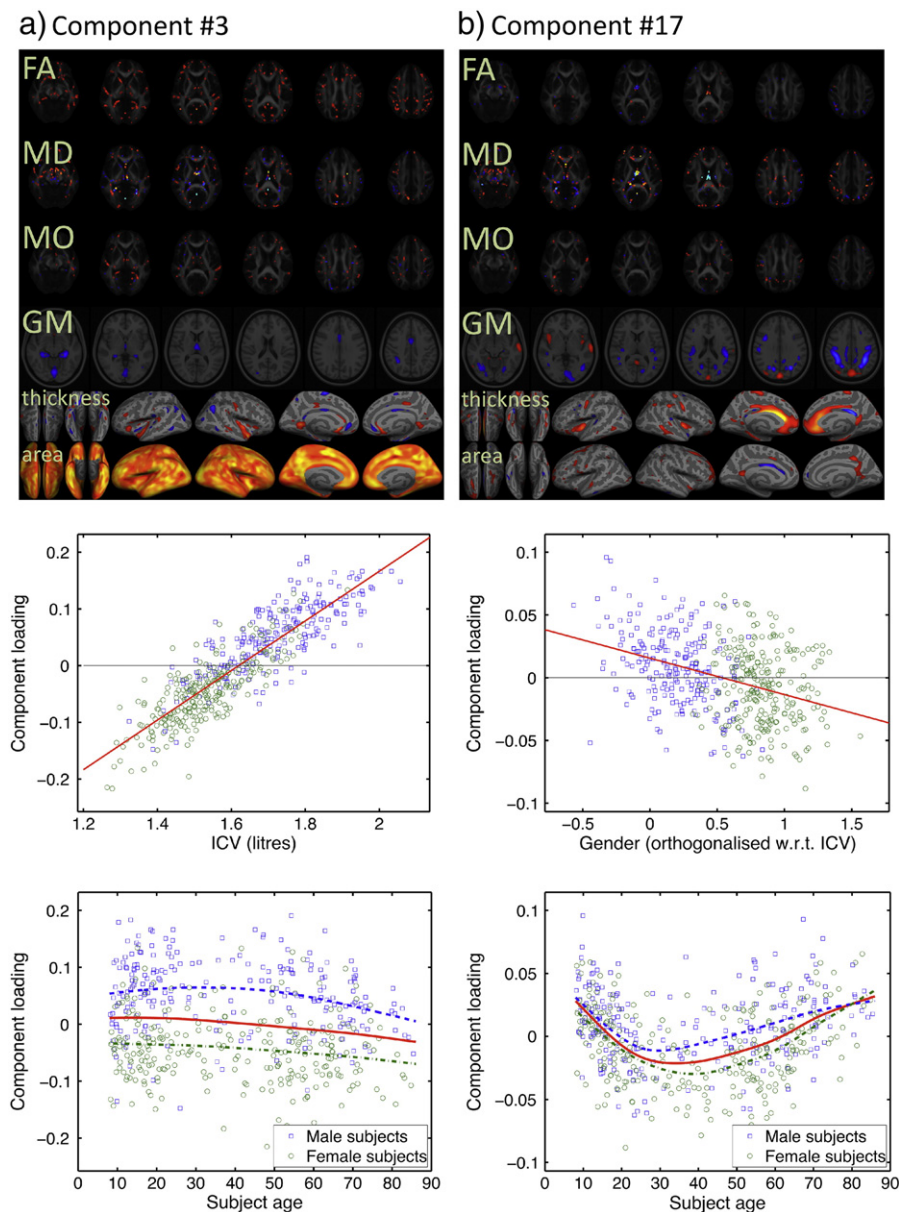 a) Component #3
FA
MD
MO
GM
thickness
area
b) Component #17
FA
MD
MO
GM
thickness
area
0.2
0.1
0
−0.1
−0.2
Component loading
1.2 1.4 1.6 1.8 2
ICV (litres)
0.1
0.05
0
−0.05
−0.1
Component loading
−0.5 0 0.5 1 1.5
Gender (orthogonalised w.r.t. ICV)
0.2
0.1
0
−0.1
−0.2
Component loading
Male subjects
Female subjects
0 10 20 30 40 50 60 70 80 90
Subject age
0.1
0.05
0
−0.05
−0.1
Component loading
Male subjects
Female subjects
0 10 20 30 40 50 60 70 80 90
Subject age